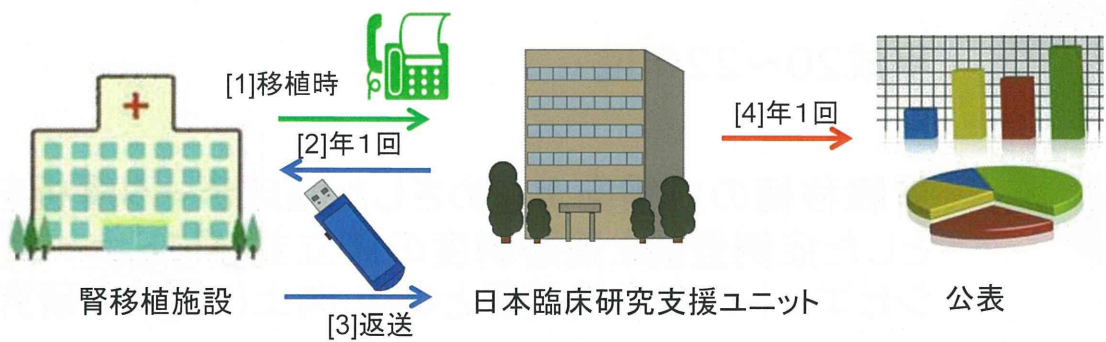 [1]移植時
[2]年１回
[4]年１回
腎移植施設
[3]返送
日本臨床研究支援ユニット
公表